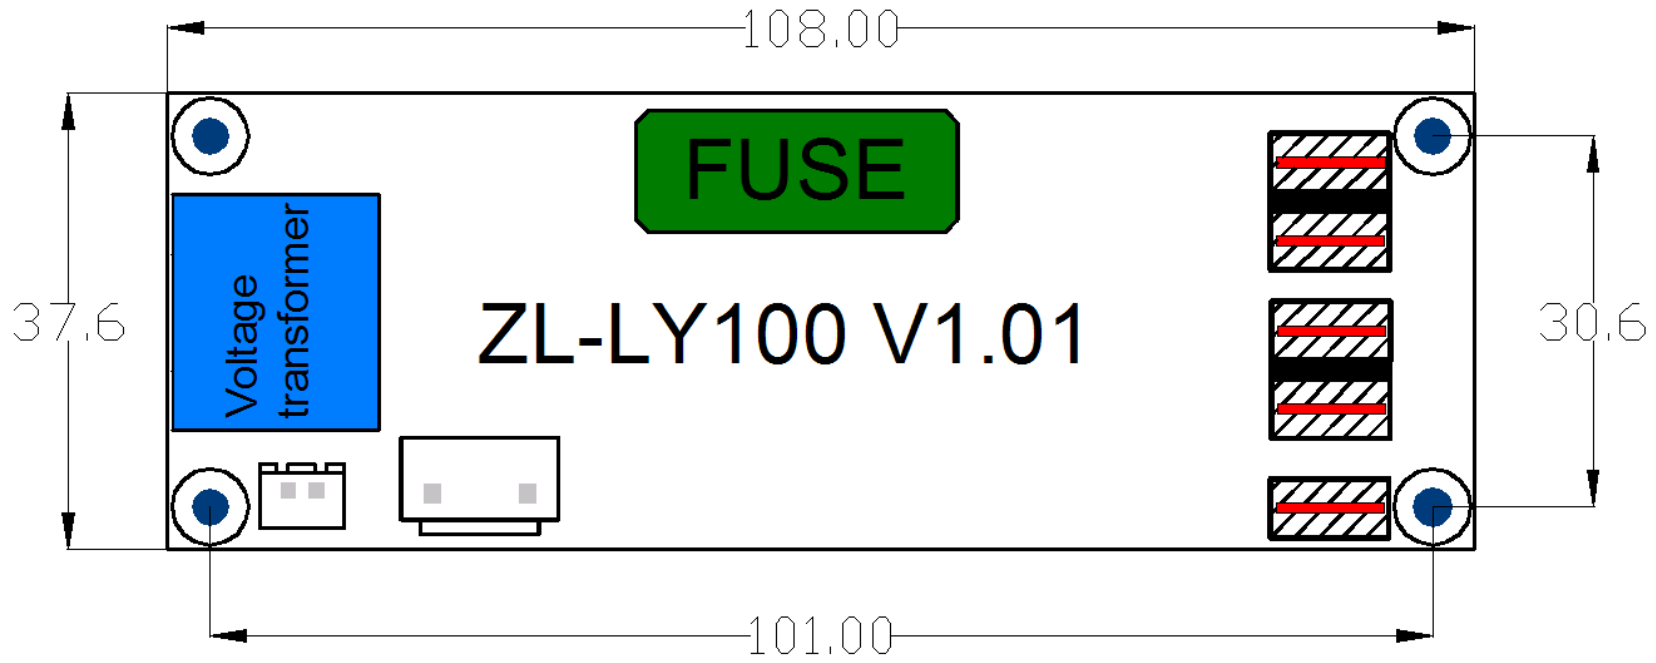 108.00
FUSE
37.6
Voltage
transformer
ZL-LY100 V1.01
30.6
101.00